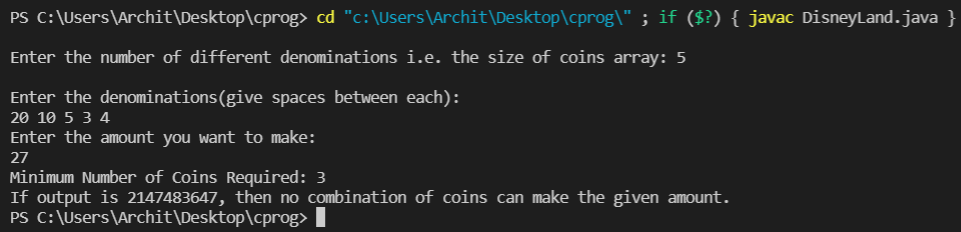 PS C:\Users\Archit\Desktop\cprog> cd "c:\Users\Archit\Desktop\cprog\" ; if ($?) { javac DisneyLand.java }
Enter the number of different denominations i.e. the size of coins array: 5
Enter the denominations(give spaces between each):
20 10 5 3 4
Enter the amount you want to make:
27
Minimum Number of Coins Required: 3
If output is 2147483647, then no combination of coins can make the given amount.
PS C:\Users\Archit\Desktop\cprog>